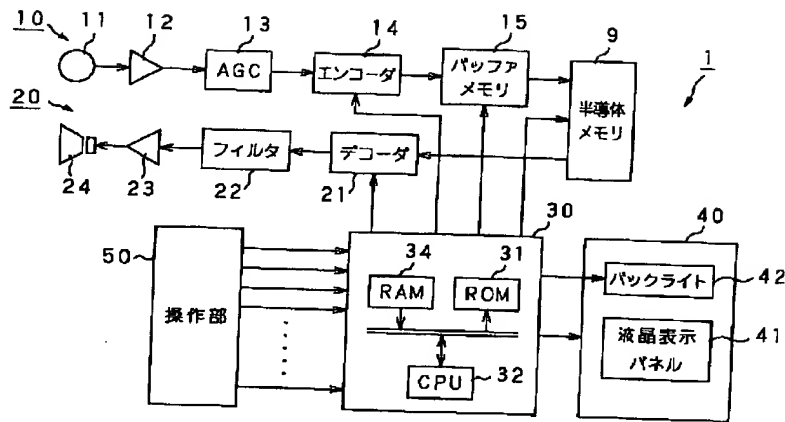 10
11
12
13
14
15
9
1
AGC
エンコーダ
バッファ
メモリ
半導体
メモリ
20
24
23
フィルタ
22
デコーダ
21
30
40
50
操作部
34
RAM
31
ROM
CPU
32
バックライト
42
液晶表示
パネル
41